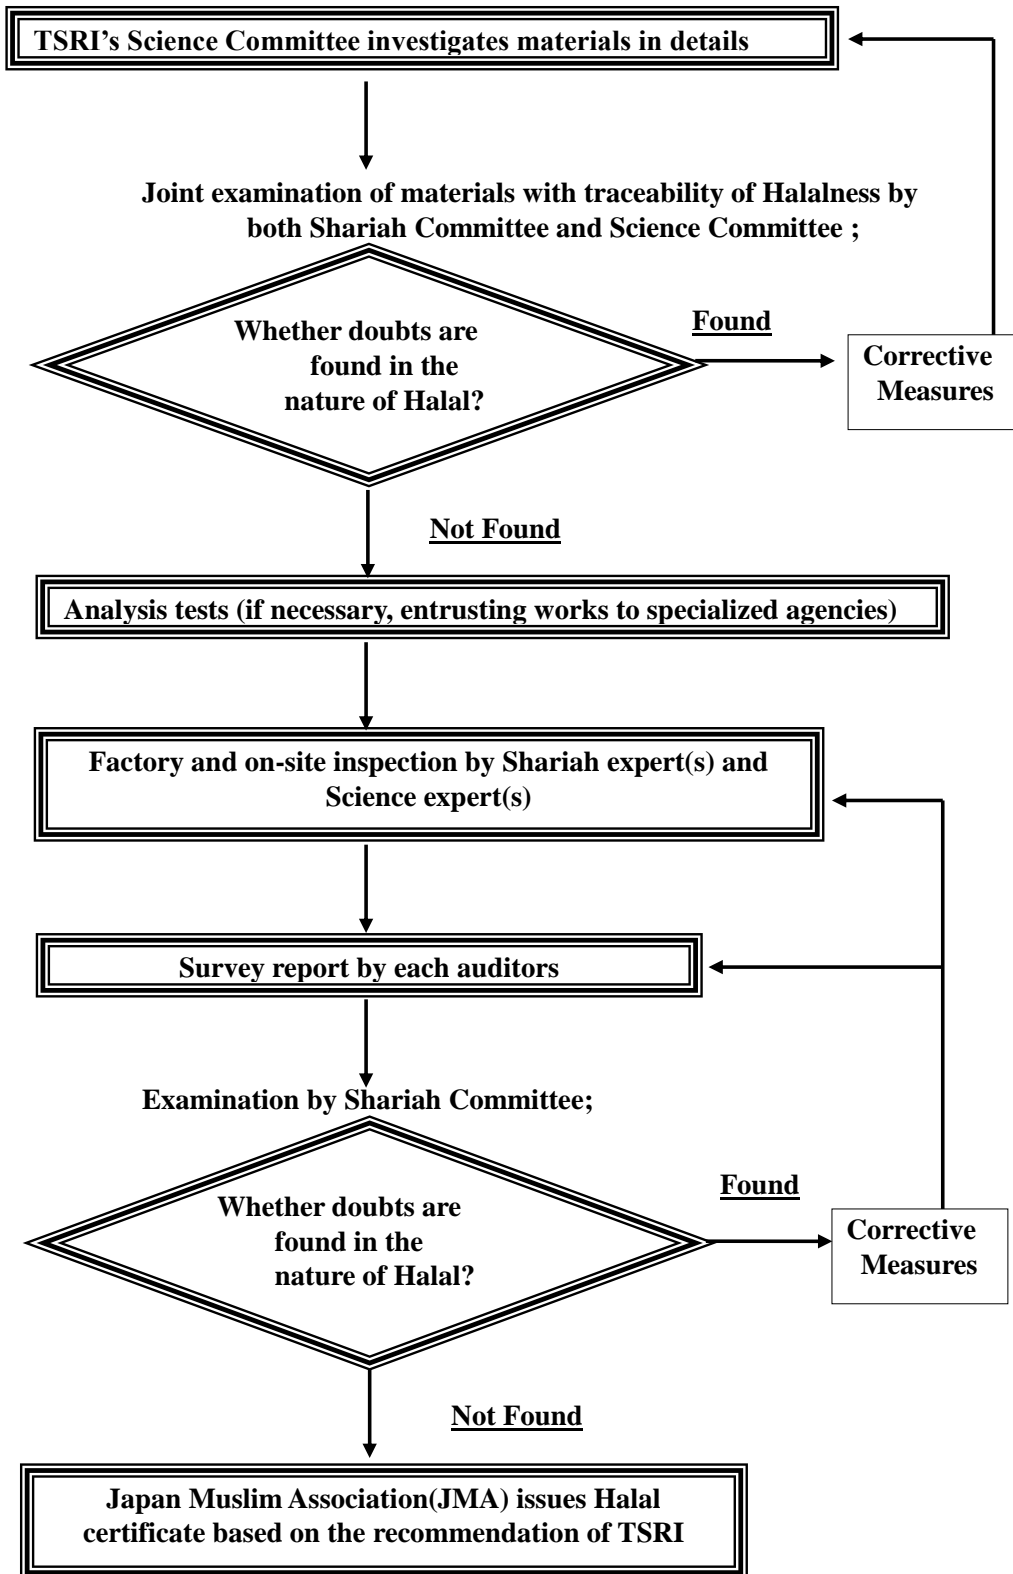 TSRI’s Science Committee investigates materials in details
Joint examination of materials with traceability of Halalness by
both Shariah Committee and Science Committee ;
Whether doubts are
found in the
nature of Halal?
Found
Corrective
Measures
Not Found
Analysis tests (if necessary, entrusting works to specialized agencies)
Factory and on-site inspection by Shariah expert(s) and
Science expert(s)
Survey report by each auditors
Examination by Shariah Committee;
Whether doubts are
found in the
nature of Halal?
Found
Corrective
Measures
Not Found
Japan Muslim Association(JMA) issues Halal
certificate based on the recommendation of TSRI